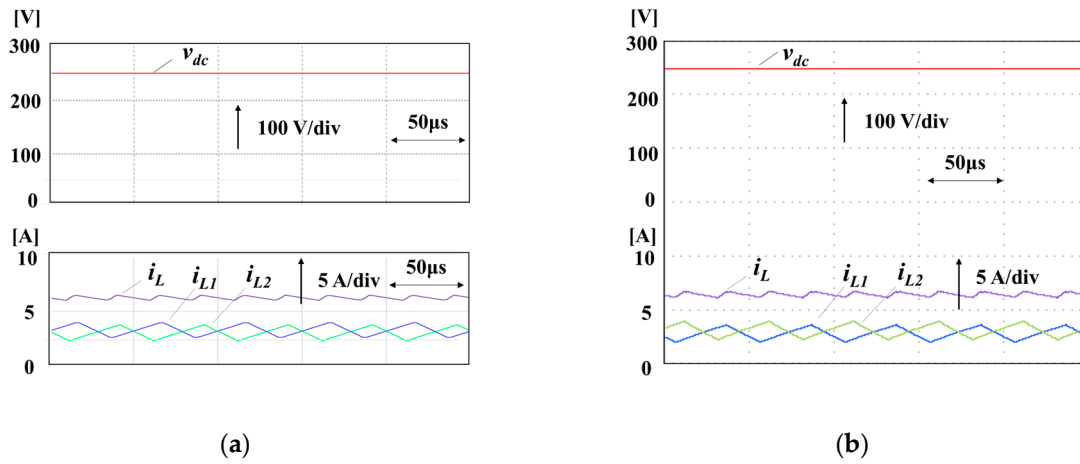 [V]
300
v_dc
200
100 V/div
50μs
100
0
[A]
10
i_L
i_L1
i_L2
5 A/div
50μs
5
0
(a)
[V]
300
v_dc
200
100 V/div
100
50μs
0
[A]
10
i_L
i_L1
i_L2
5 A/div
5
0
(b)